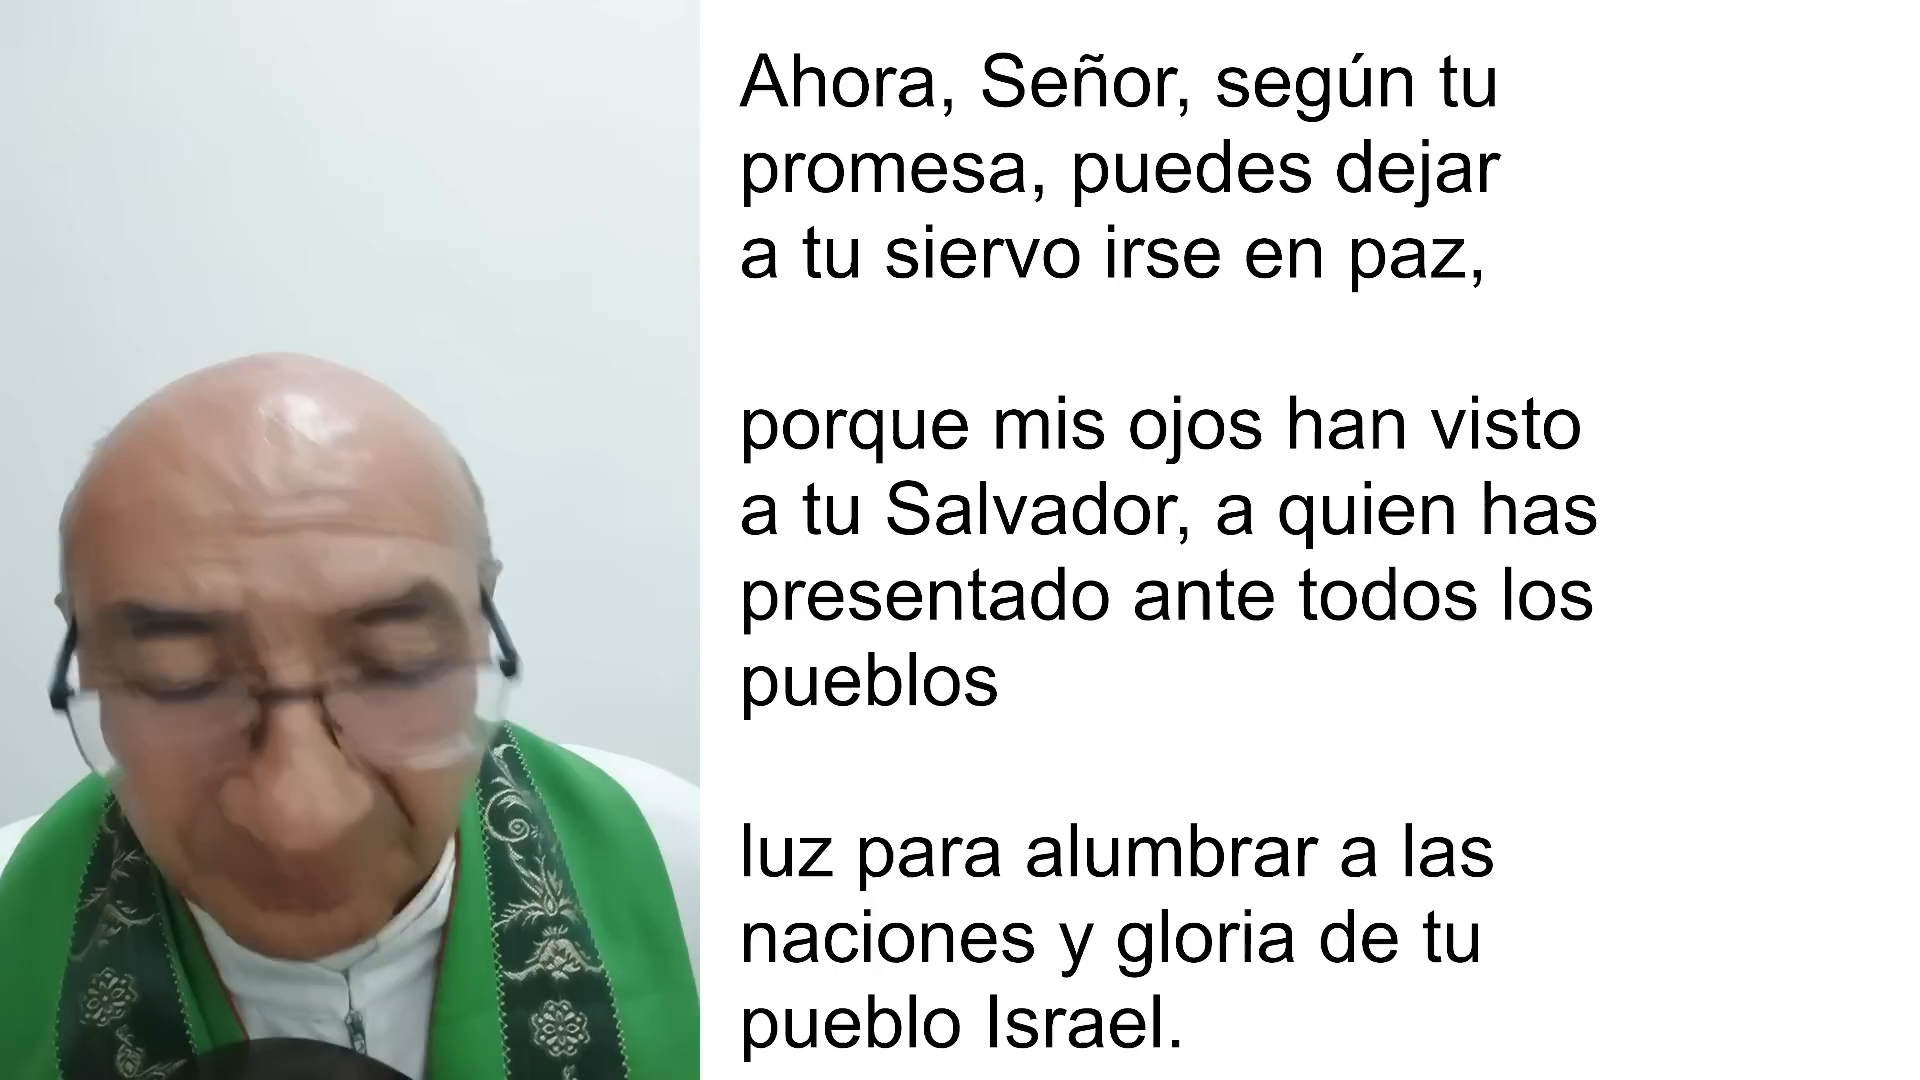 Ahora, Señor, según tu
promesa, puedes dejar
a tu siervo irse en paz,
porque mis ojos han visto
a tu Salvador, a quien has
presentado ante todos los
pueblos
luz para alumbrar a las
naciones y gloria de tu
pueblo Israel.